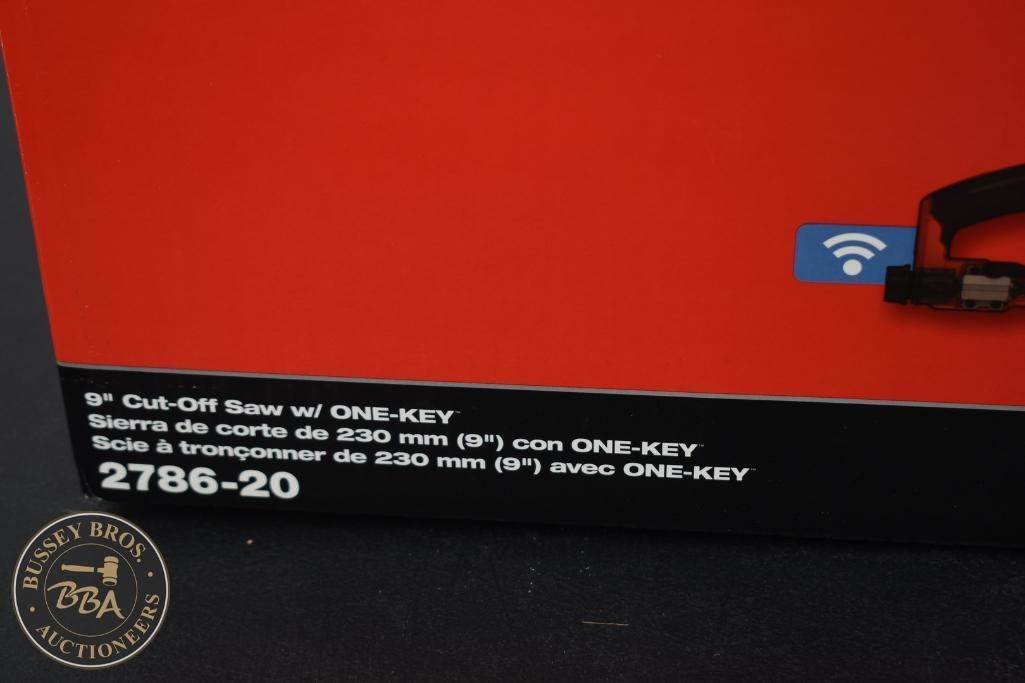 9" Cut-Off Saw w/ ONE-KEY™
Sierra de corte de 230 mm (9") con ONE-KEY™
Scie à tronçonner de 230 mm (9") avec ONE-KEY™
2786-20
BUSSEY BROS.
BBA
AUCTIONEERS